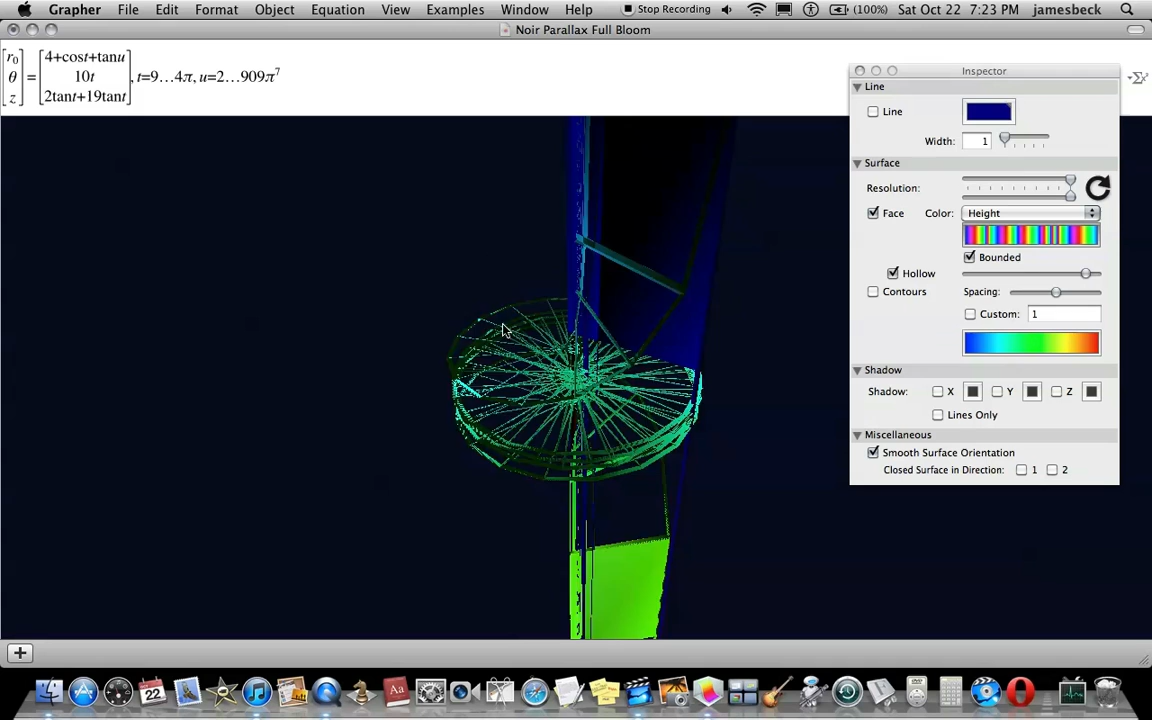 Grapher File Edit Format Object Equation View Examples Window Help Stop Recording (100%) Sat Oct 22 7:23 PM jamesbeck
Noir Parallax Full Bloom
r₀ 4+cost+tanu
θ = 10t , t=9…4π, u=2…909π⁷
z 2tant+19tant
Σx²
Inspector
Line
Line
Width: 1
Surface
Resolution:
Face Color: Height
Bounded
Hollow
Contours Spacing:
Custom: 1
Shadow
Shadow: X Y Z
Lines Only
Miscellaneous
Smooth Surface Orientation
Closed Surface in Direction: 1 2
22
Aa